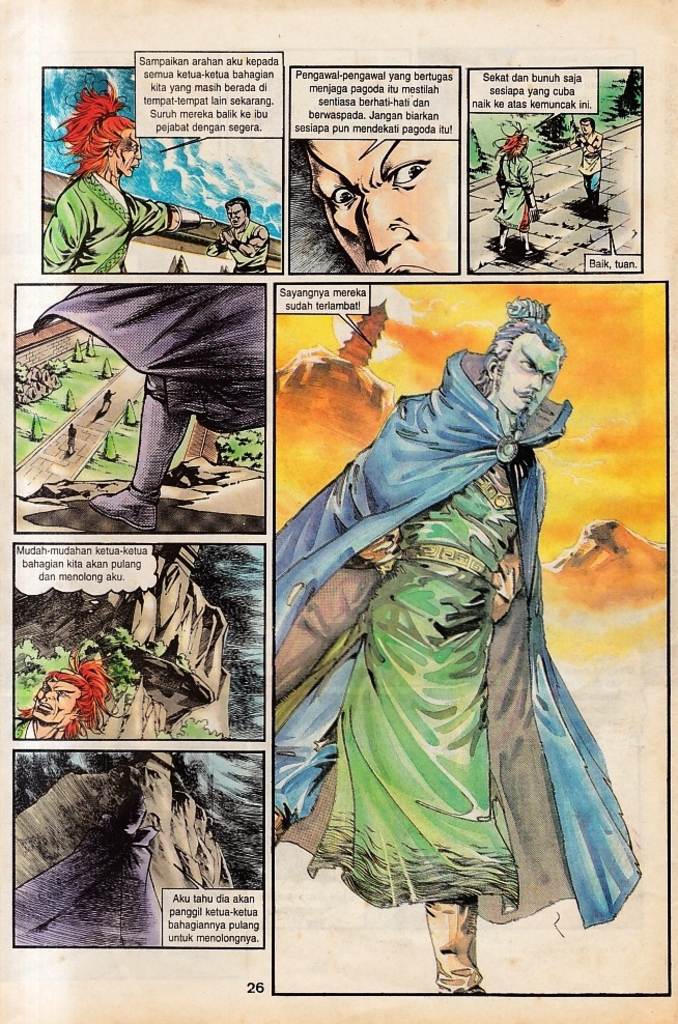 Sampaikan arahan aku kepada
semua ketua-ketua bahagian
kita yang masih berada di
tempat-tempat lain sekarang.
Suruh mereka balik ke ibu
pejabat dengan segera.
Pengawal-pengawal yang bertugas
menjaga pagoda itu mestilah
sentiasa berhati-hati dan
berwaspada. Jangan biarkan
sesiapa pun mendekati pagoda itu!
Sekat dan bunuh saja
sesiapa yang cuba
naik ke atas kemuncak ini.
Baik, tuan.
Sayangnya mereka
sudah terlambat!
Mudah-mudahan ketua-ketua
bahagian kita akan pulang
dan menolong aku.
Aku tahu dia akan
panggil ketua-ketua
bahagiannya pulang
untuk menolongnya.
26